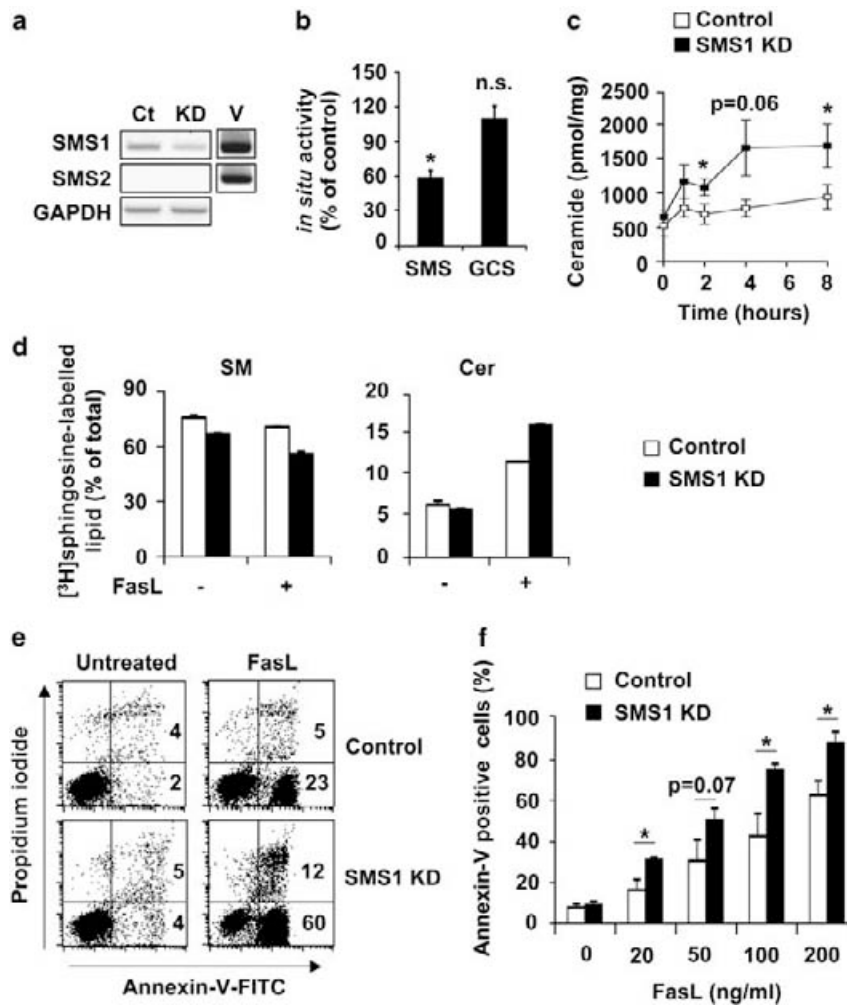 a
Ct KD V
SMS1
SMS2
GAPDH
b
in situ activity
(% of control)
150
120
90
60
30
0
*
n.s.
SMS GCS
c
Control
SMS1 KD
Ceramide (pmol/mg)
2500
2000
1500
1000
500
0
p=0.06
*
*
0 2 4 6 8
Time (hours)
d
[³H]sphingosine-labelled
lipid (% of total)
SM
90
60
30
0
FasL - +
Cer
20
15
10
5
0
- +
Control
SMS1 KD
e
Untreated FasL
Propidium iodide
4 5
Control
2 23
5 12
SMS1 KD
4 60
Annexin-V-FITC
f
Control
SMS1 KD
Annexin-V positive cells (%)
100
80
60
40
20
0
*
p=0.07
*
*
0 20 50 100 200
FasL (ng/ml)